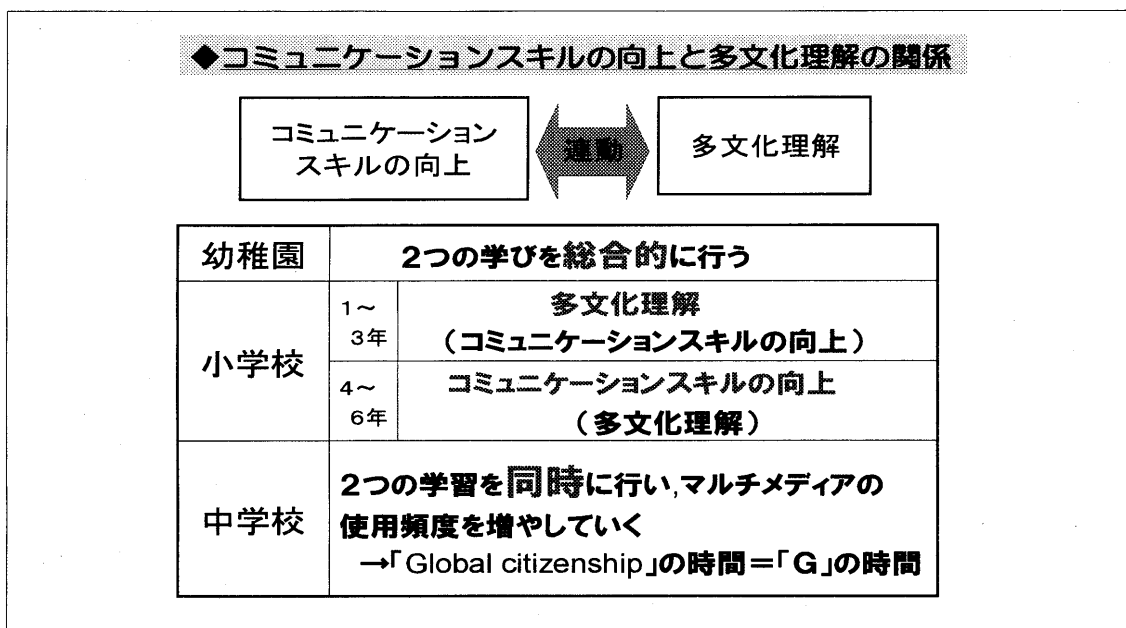 ◆コミュニケーションスキルの向上と多文化理解の関係
コミュニケーション
スキルの向上
連動
多文化理解
幼稚園
2つの学びを総合的に行う
小学校
1~
3年
多文化理解
(コミュニケーションスキルの向上)
4~
6年
コミュニケーションスキルの向上
(多文化理解)
中学校
2つの学習を同時に行い,マルチメディアの
使用頻度を増やしていく
→「Global citizenship」の時間=「G」の時間